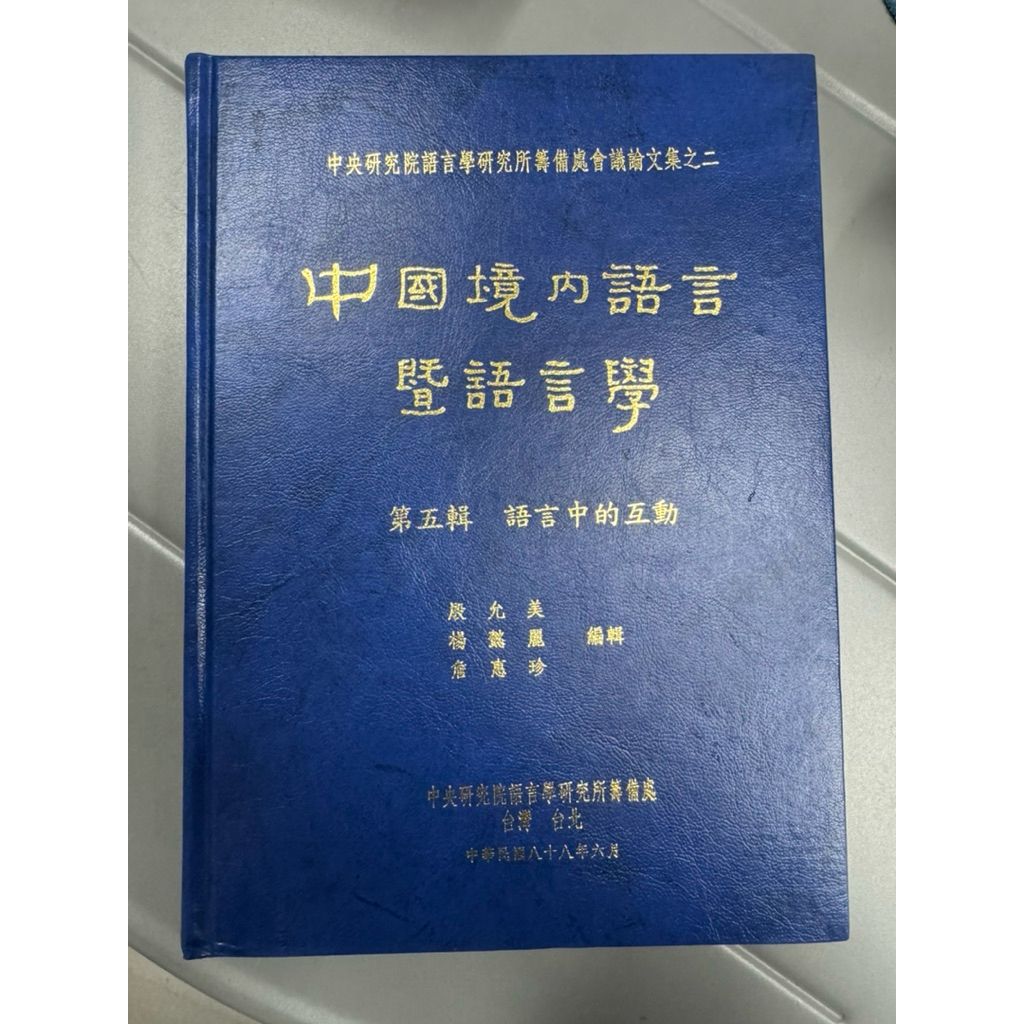 中央研究院語言學研究所籌備處會議論文集之二
中國境內語言
暨語言學
第五輯 語言中的互動
殷允美
楊懿麗 編輯
詹惠珍
中央研究院語言學研究所籌備處
台灣 台北
中華民國八十八年六月